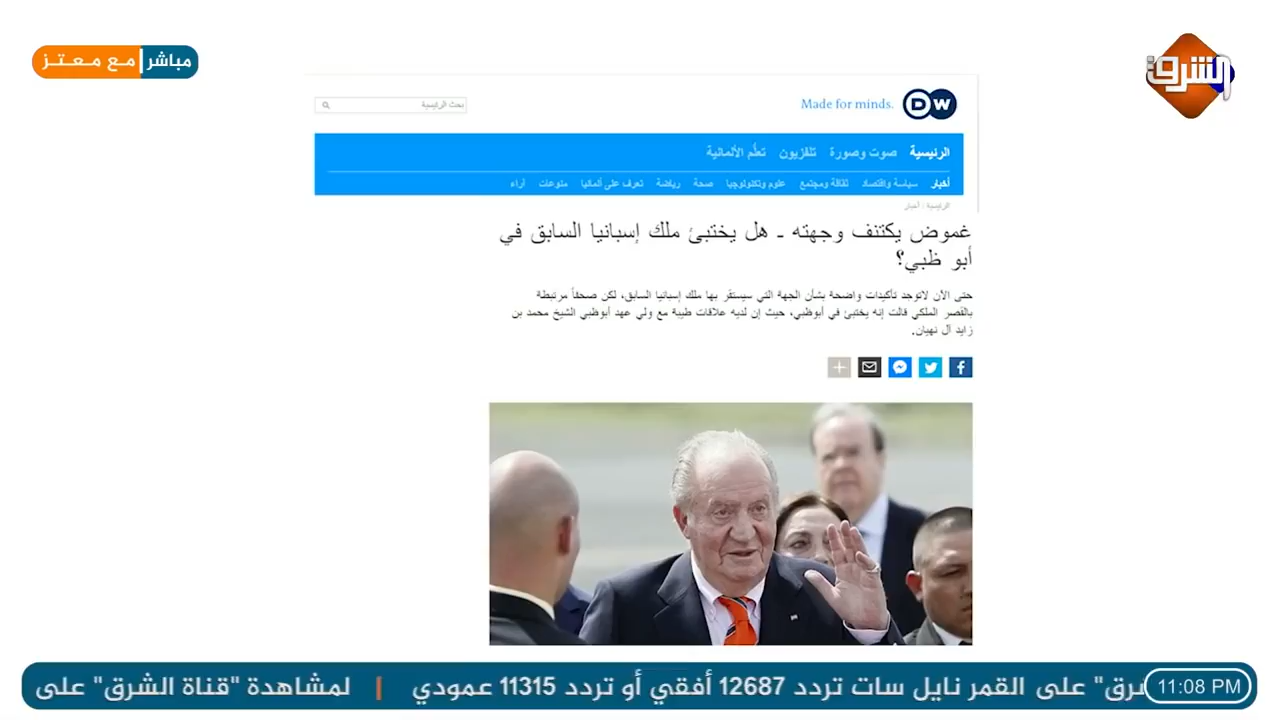 مباشر مع معتز
الشرق
بحث الرئيسية
Made for minds.
DW
الرئيسية صوت وصورة تلفزيون تعلَّم الألمانية
أخبار سياسة واقتصاد ثقافة ومجتمع علوم وتكنولوجيا صحة رياضة تعرف على ألمانيا منوعات آراء
الرئيسية / أخبار
غموض يكتنف وجهته ـ هل يختبئ ملك إسبانيا السابق في
أبو ظبي؟
حتى الآن لاتوجد تأكيدات واضحة بشأن الجهة التي سيستقر بها ملك إسبانيا السابق، لكن صحفاً مرتبطة
بالقصر الملكي قالت إنه يختبئ في أبوظبي، حيث إن لديه علاقات طيبة مع ولي عهد أبوظبي الشيخ محمد بن
زايد آل نهيان.
شرق" على القمر نايل سات تردد 12687 أفقي أو تردد 11315 عمودي | لمشاهدة "قناة الشرق" على
11:08 PM